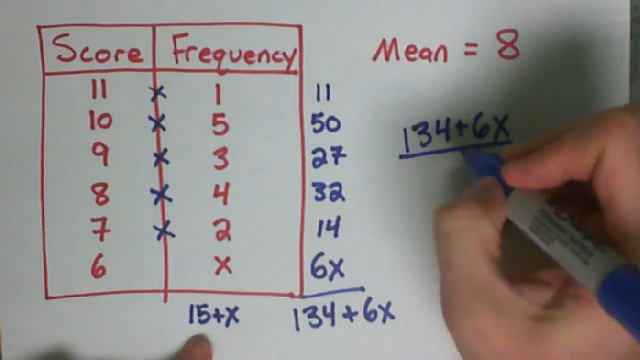 Score Frequency Mean = 8
11 × 1 11
10 × 5 50
9 × 3 27
8 × 4 32
7 × 2 14
6 x 6x
15+x 134+6x
134+6x